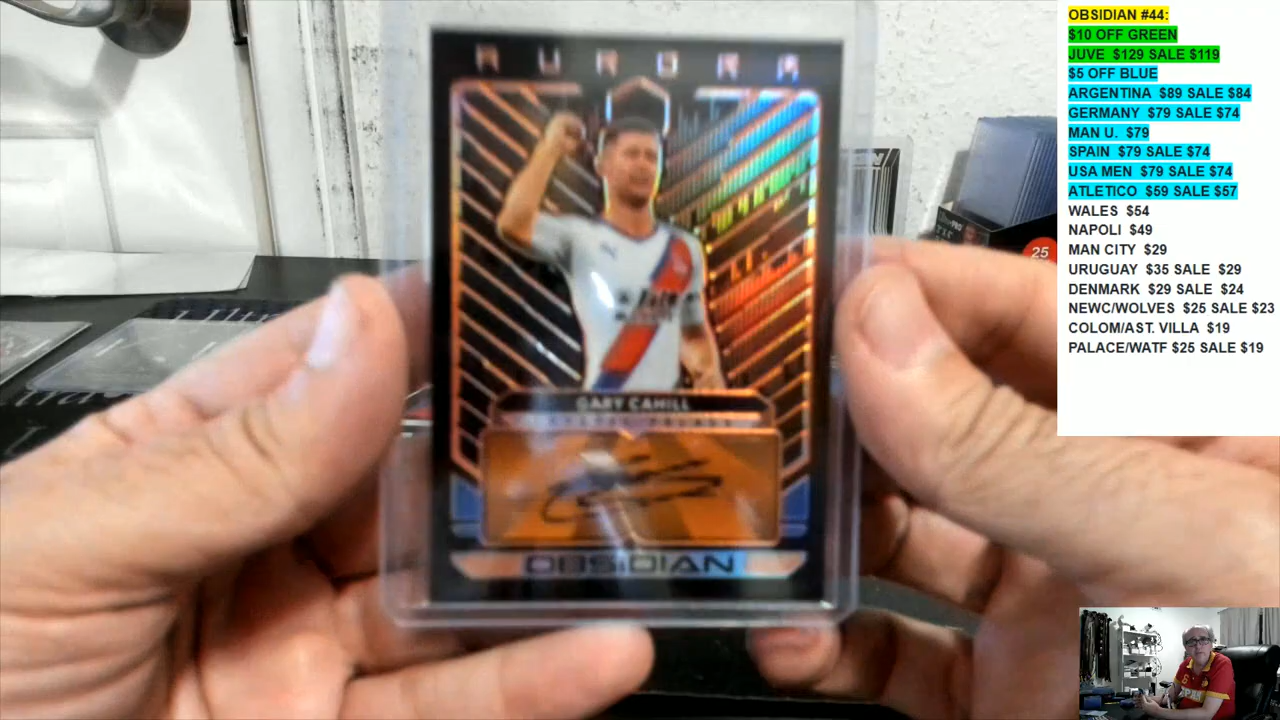 AURORA
GARY CAHILL
CRYSTAL PALACE
OBSIDIAN
OBSIDIAN #44:
$10 OFF GREEN
JUVE $129 SALE $119
$5 OFF BLUE
ARGENTINA $89 SALE $84
GERMANY $79 SALE $74
MAN U. $79
SPAIN $79 SALE $74
USA MEN $79 SALE $74
ATLETICO $59 SALE $57
WALES $54
NAPOLI $49
MAN CITY $29
URUGUAY $35 SALE $29
DENMARK $29 SALE $24
NEWC/WOLVES $25 SALE $23
COLOM/AST. VILLA $19
PALACE/WATF $25 SALE $19
25